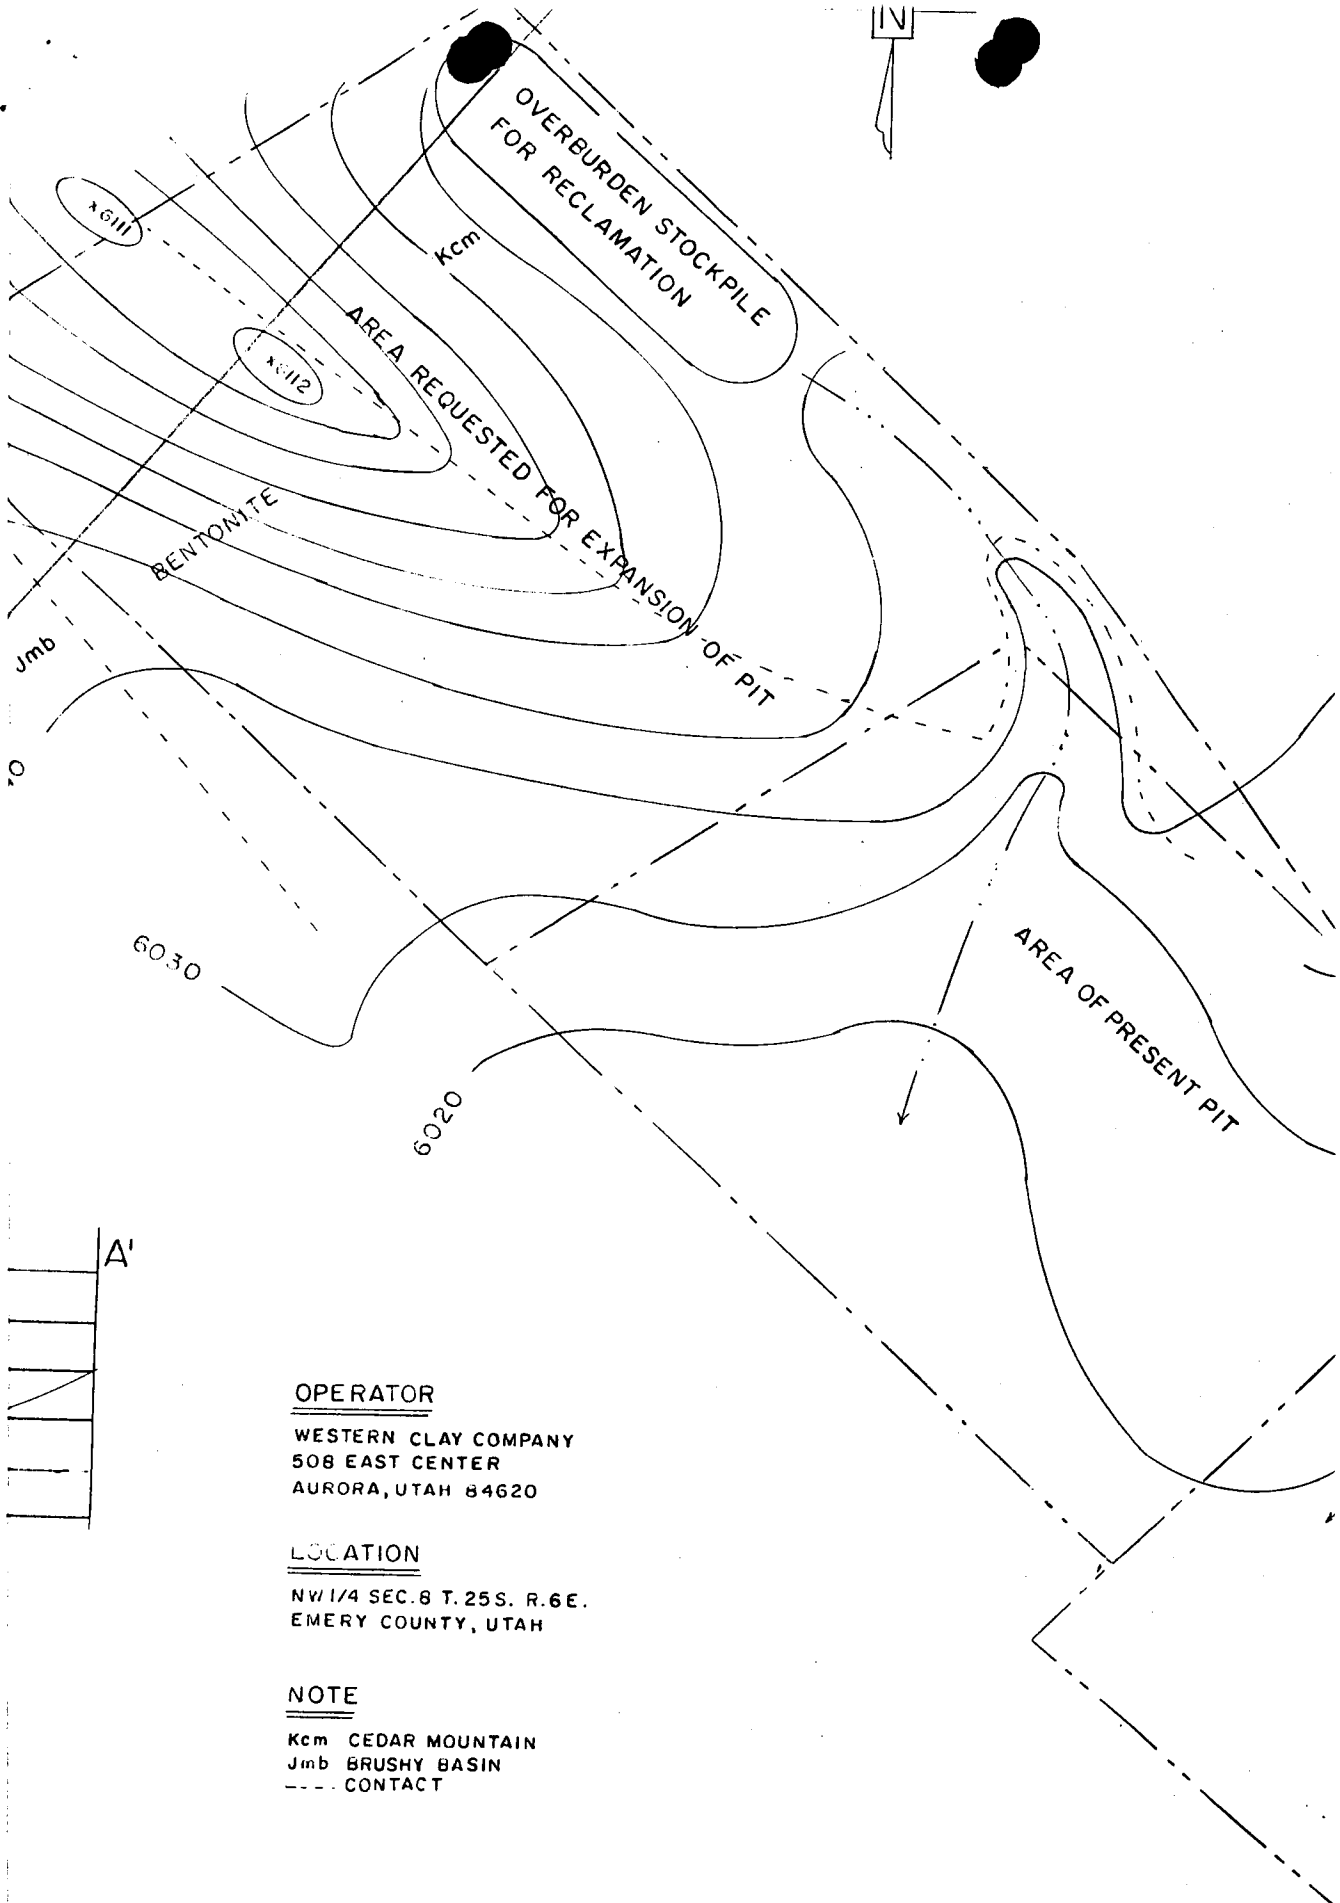 N
OVERBURDEN STOCKPILE
FOR RECLAMATION
x6111
Kcm
AREA REQUESTED FOR EXPANSION OF PIT
x6112
BENTONITE
Jmb
6030
AREA OF PRESENT PIT
6020
A'
OPERATOR
WESTERN CLAY COMPANY
508 EAST CENTER
AURORA, UTAH 84620
LOCATION
NW 1/4 SEC. 8 T. 25S. R. 6E.
EMERY COUNTY, UTAH
NOTE
Kcm CEDAR MOUNTAIN
Jmb BRUSHY BASIN
---- CONTACT